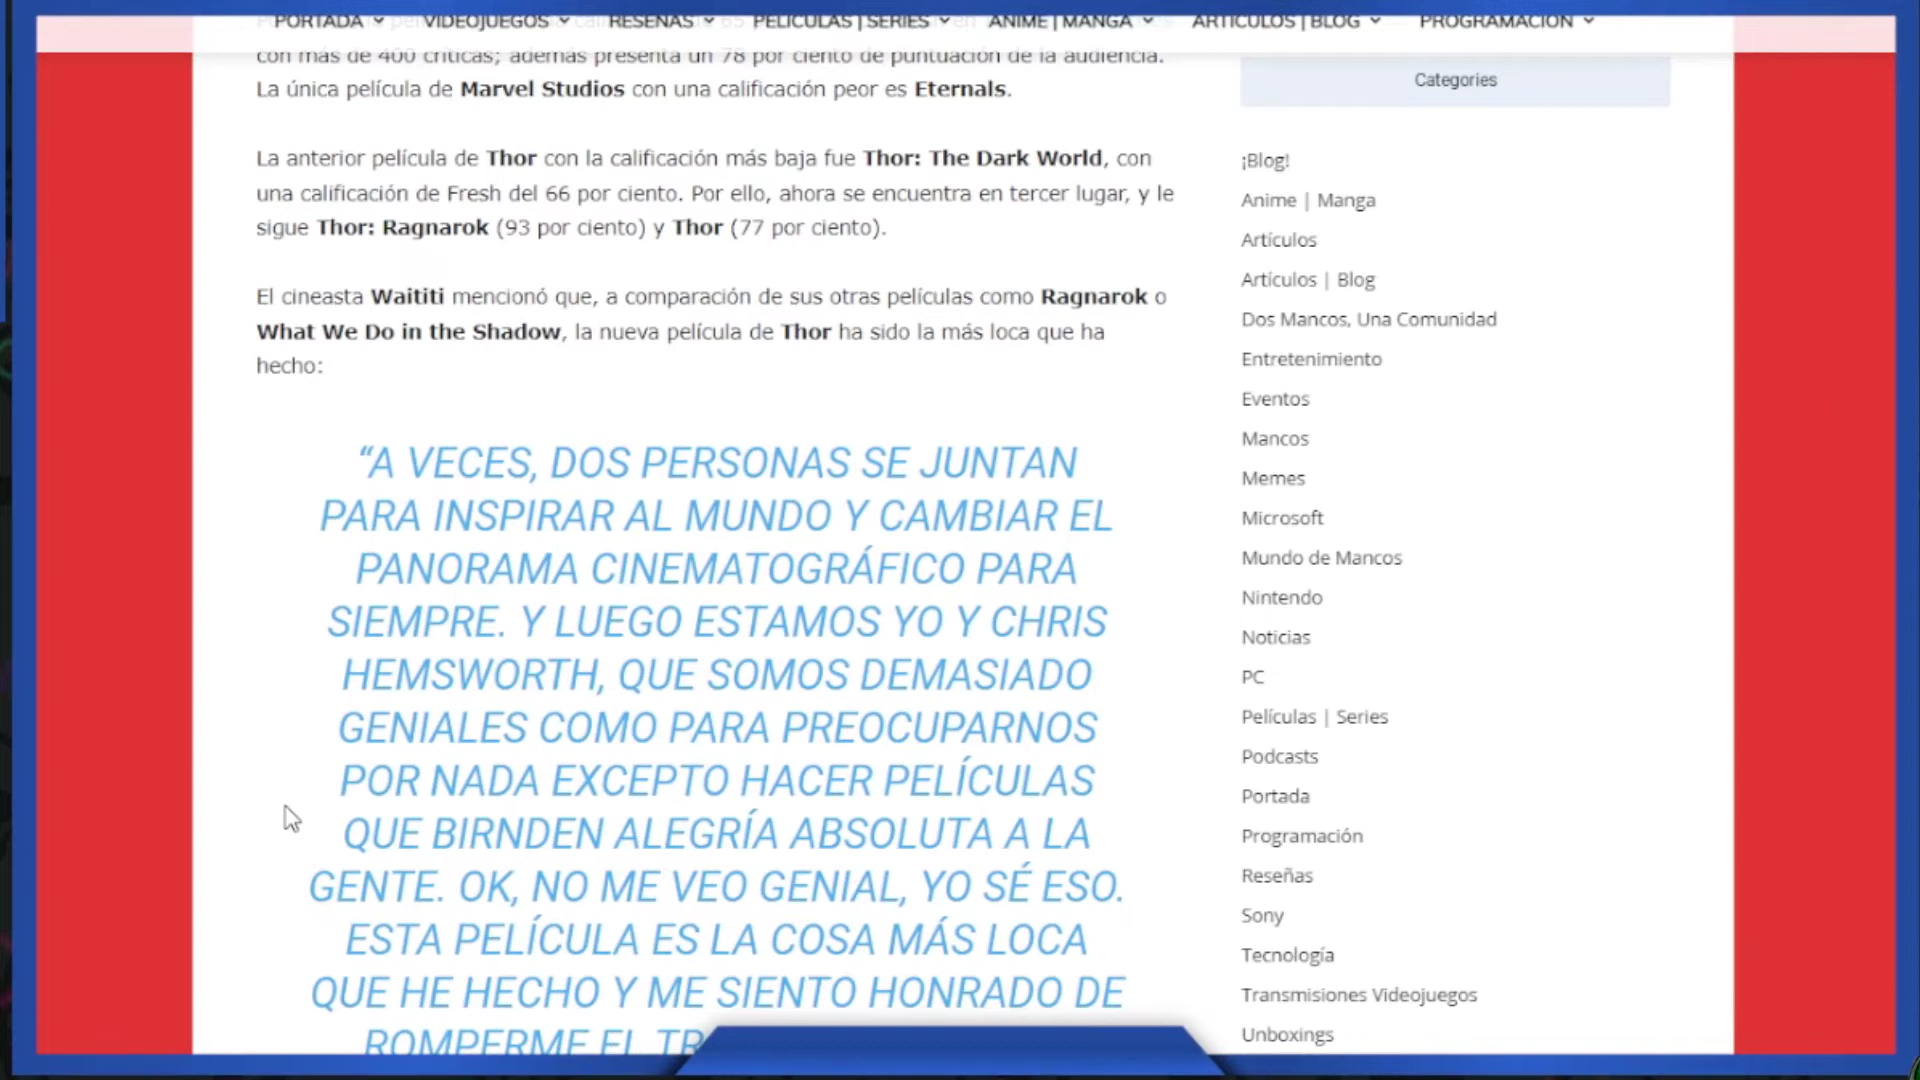 PORTADA
VIDEOJUEGOS
RESEÑAS
PELÍCULAS | SERIES
ANIME | MANGA
ARTÍCULOS | BLOG
PROGRAMACIÓN
con más de 400 críticas; además presenta un 78 por ciento de puntuación de la audiencia.
La única película de Marvel Studios con una calificación peor es Eternals.
La anterior película de Thor con la calificación más baja fue Thor: The Dark World, con
una calificación de Fresh del 66 por ciento. Por ello, ahora se encuentra en tercer lugar, y le
sigue Thor: Ragnarok (93 por ciento) y Thor (77 por ciento).
El cineasta Waititi mencionó que, a comparación de sus otras películas como Ragnarok o
What We Do in the Shadow, la nueva película de Thor ha sido la más loca que ha
hecho:
“A VECES, DOS PERSONAS SE JUNTAN
PARA INSPIRAR AL MUNDO Y CAMBIAR EL
PANORAMA CINEMATOGRÁFICO PARA
SIEMPRE. Y LUEGO ESTAMOS YO Y CHRIS
HEMSWORTH, QUE SOMOS DEMASIADO
GENIALES COMO PARA PREOCUPARNOS
POR NADA EXCEPTO HACER PELÍCULAS
QUE BIRNDEN ALEGRÍA ABSOLUTA A LA
GENTE. OK, NO ME VEO GENIAL, YO SÉ ESO.
ESTA PELÍCULA ES LA COSA MÁS LOCA
QUE HE HECHO Y ME SIENTO HONRADO DE
ROMPERME EL
Categories
¡Blog!
Anime | Manga
Artículos
Artículos | Blog
Dos Mancos, Una Comunidad
Entretenimiento
Eventos
Mancos
Memes
Microsoft
Mundo de Mancos
Nintendo
Noticias
PC
Películas | Series
Podcasts
Portada
Programación
Reseñas
Sony
Tecnología
Transmisiones Videojuegos
Unboxings